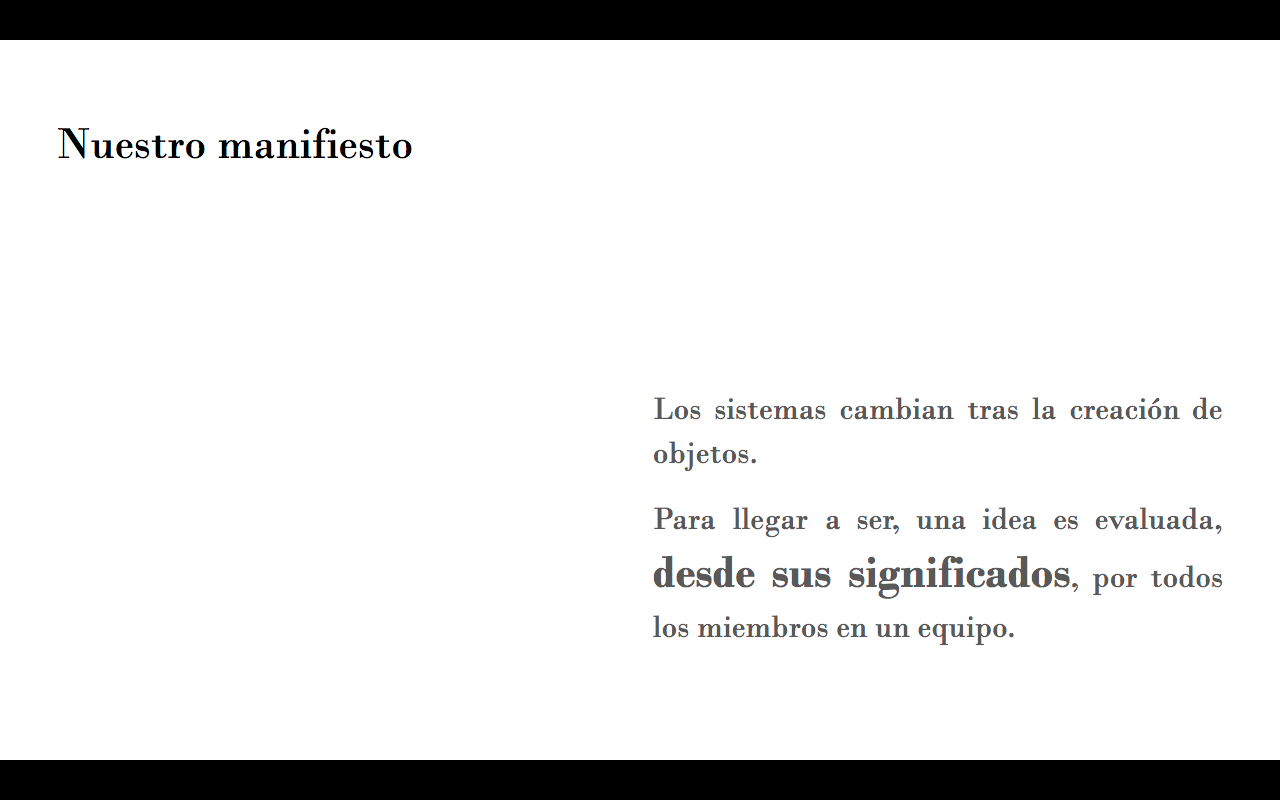 Nuestro manifiesto
Los sistemas cambian tras la creación de
objetos.
Para llegar a ser, una idea es evaluada,
desde sus significados, por todos
los miembros en un equipo.